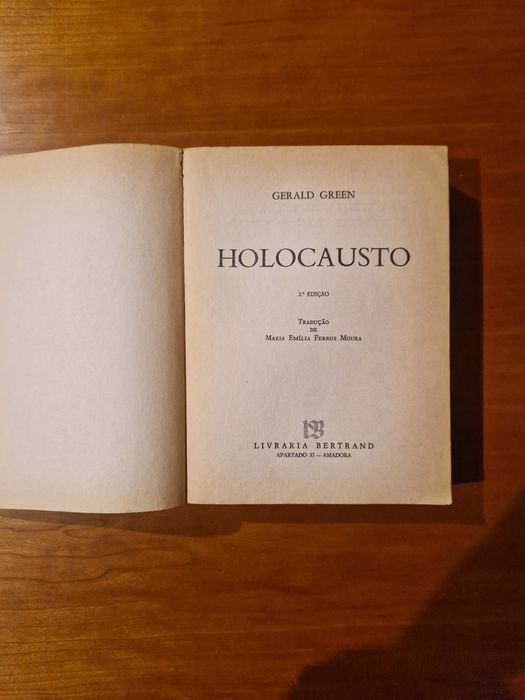 GERALD GREEN
HOLOCAUSTO
2.ª EDIÇÃO
TRADUÇÃO
DE
MARIA EMÍLIA FERROS MOURA
LIVRARIA BERTRAND
APARTADO 37 — AMADORA